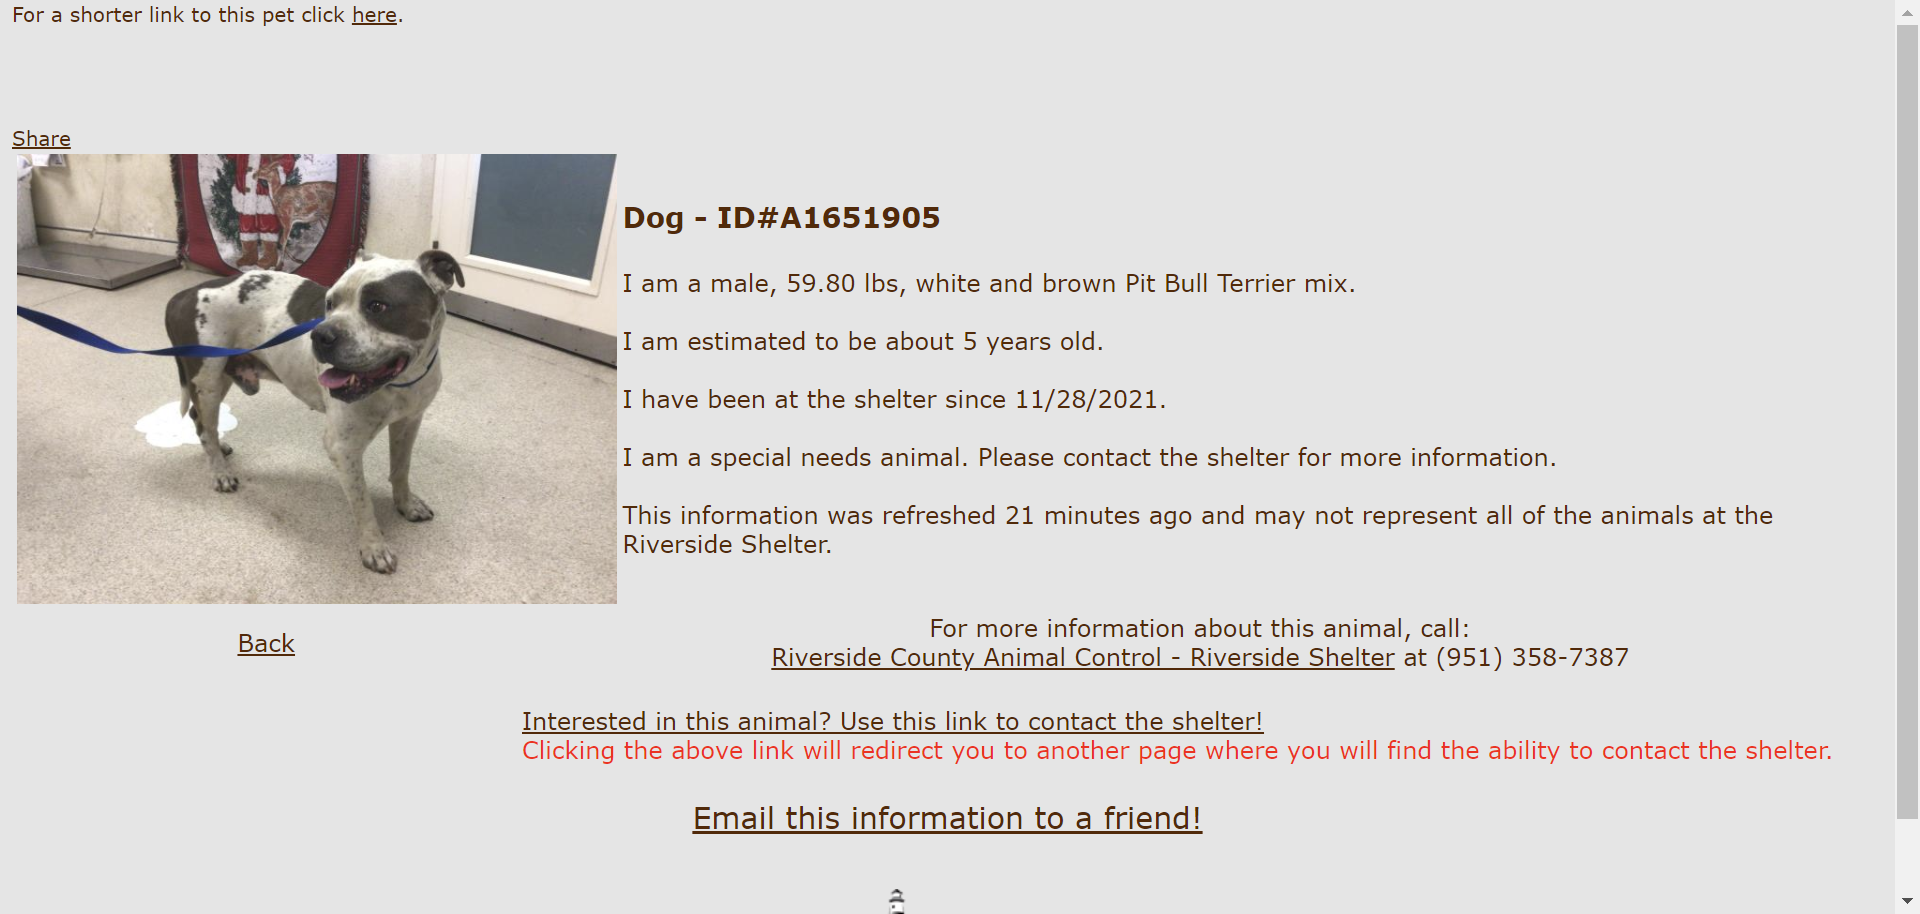 For a shorter link to this pet click here.
Share
Dog - ID#A1651905
I am a male, 59.80 lbs, white and brown Pit Bull Terrier mix.
I am estimated to be about 5 years old.
I have been at the shelter since 11/28/2021.
I am a special needs animal. Please contact the shelter for more information.
This information was refreshed 21 minutes ago and may not represent all of the animals at the
Riverside Shelter.
Back
For more information about this animal, call:
Riverside County Animal Control - Riverside Shelter at (951) 358-7387
Interested in this animal? Use this link to contact the shelter!
Clicking the above link will redirect you to another page where you will find the ability to contact the shelter.
Email this information to a friend!